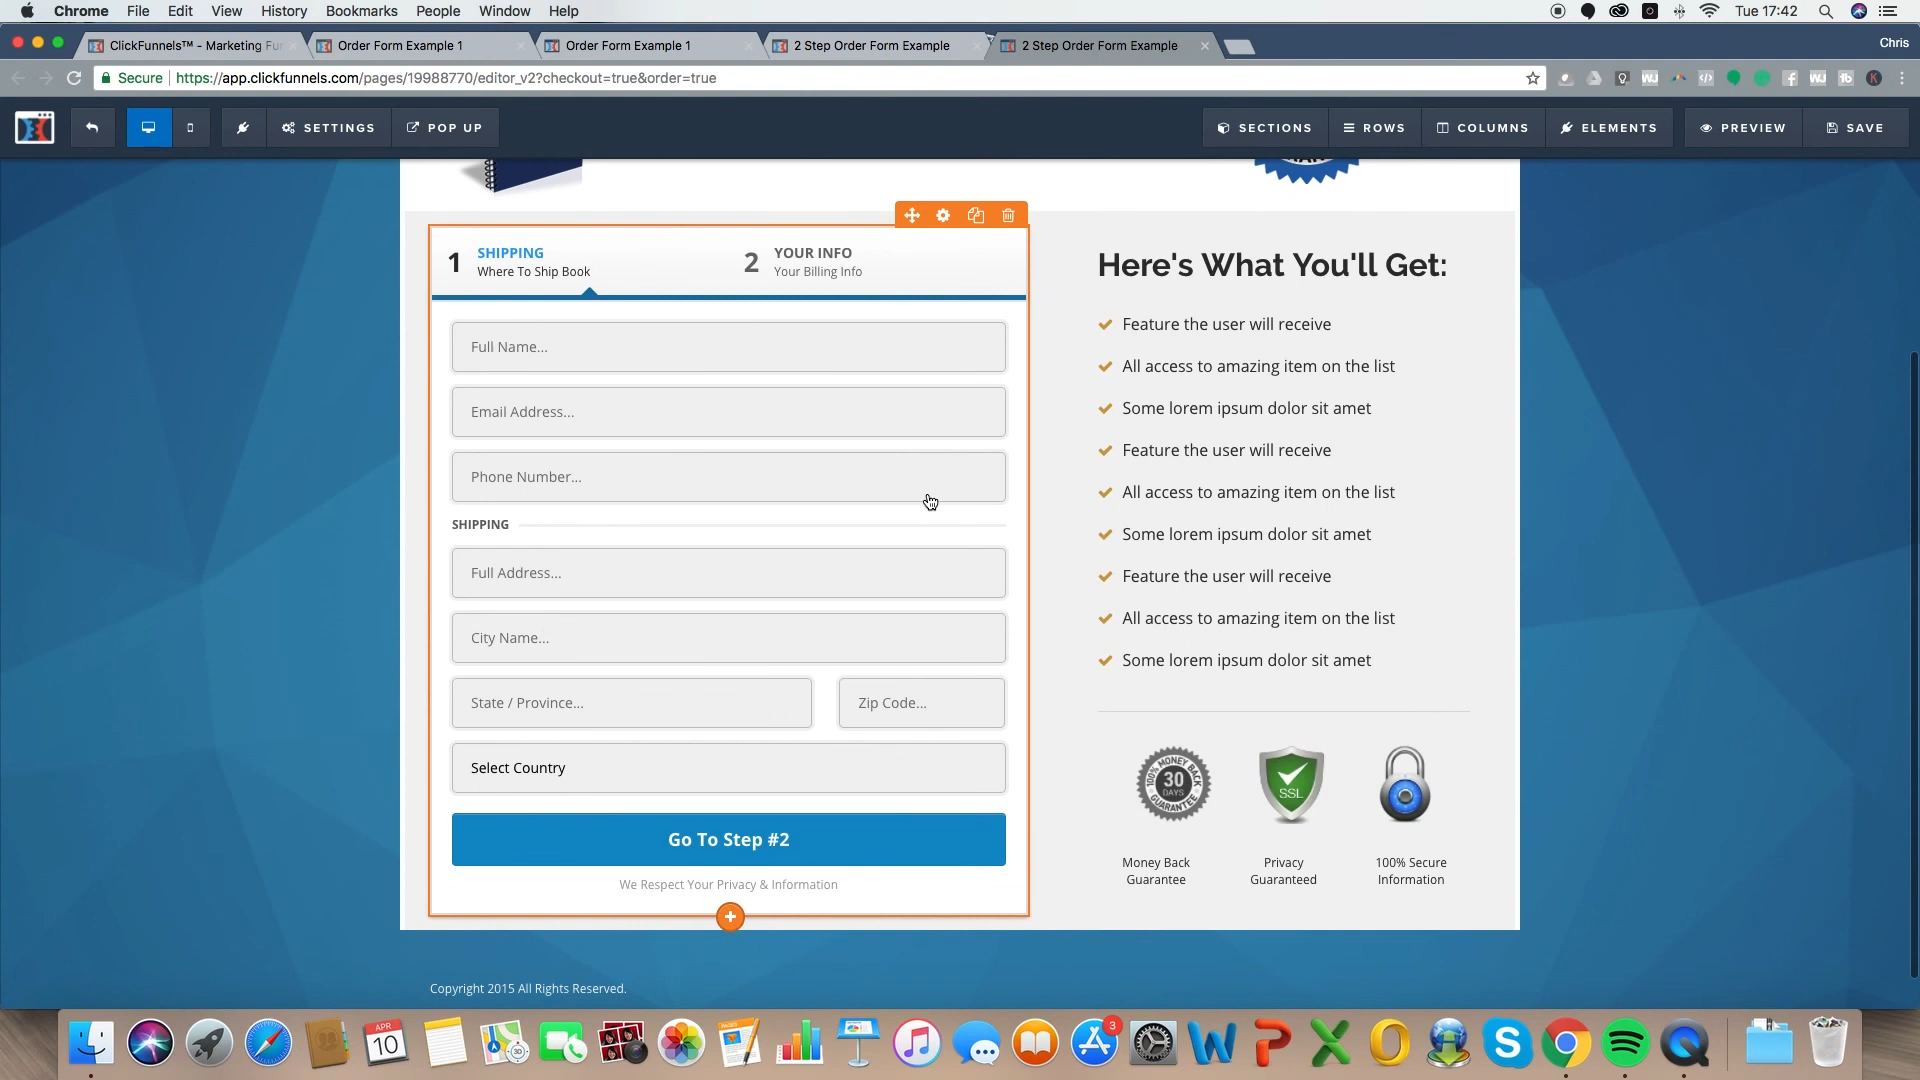 Chrome File Edit View History Bookmarks People Window Help
Tue 17:42
ClickFunnels™ - Marketing Fu
Order Form Example 1
Order Form Example 1
2 Step Order Form Example
2 Step Order Form Example
Chris
Secure https://app.clickfunnels.com/pages/19988770/editor_v2?checkout=true&order=true
SETTINGS
POP UP
SECTIONS
ROWS
COLUMNS
ELEMENTS
PREVIEW
SAVE
1 SHIPPING
Where To Ship Book
2 YOUR INFO
Your Billing Info
Full Name...
Email Address...
Phone Number...
SHIPPING
Full Address...
City Name...
State / Province...
Zip Code...
Select Country
Go To Step #2
We Respect Your Privacy & Information
Here's What You'll Get:
Feature the user will receive
All access to amazing item on the list
Some lorem ipsum dolor sit amet
Feature the user will receive
All access to amazing item on the list
Some lorem ipsum dolor sit amet
Feature the user will receive
All access to amazing item on the list
Some lorem ipsum dolor sit amet
100% MONEY BACK
30
DAYS
GUARANTEE
SSL
Money Back
Guarantee
Privacy
Guaranteed
100% Secure
Information
Copyright 2015 All Rights Reserved.
APR
10
3D
PAGES
3